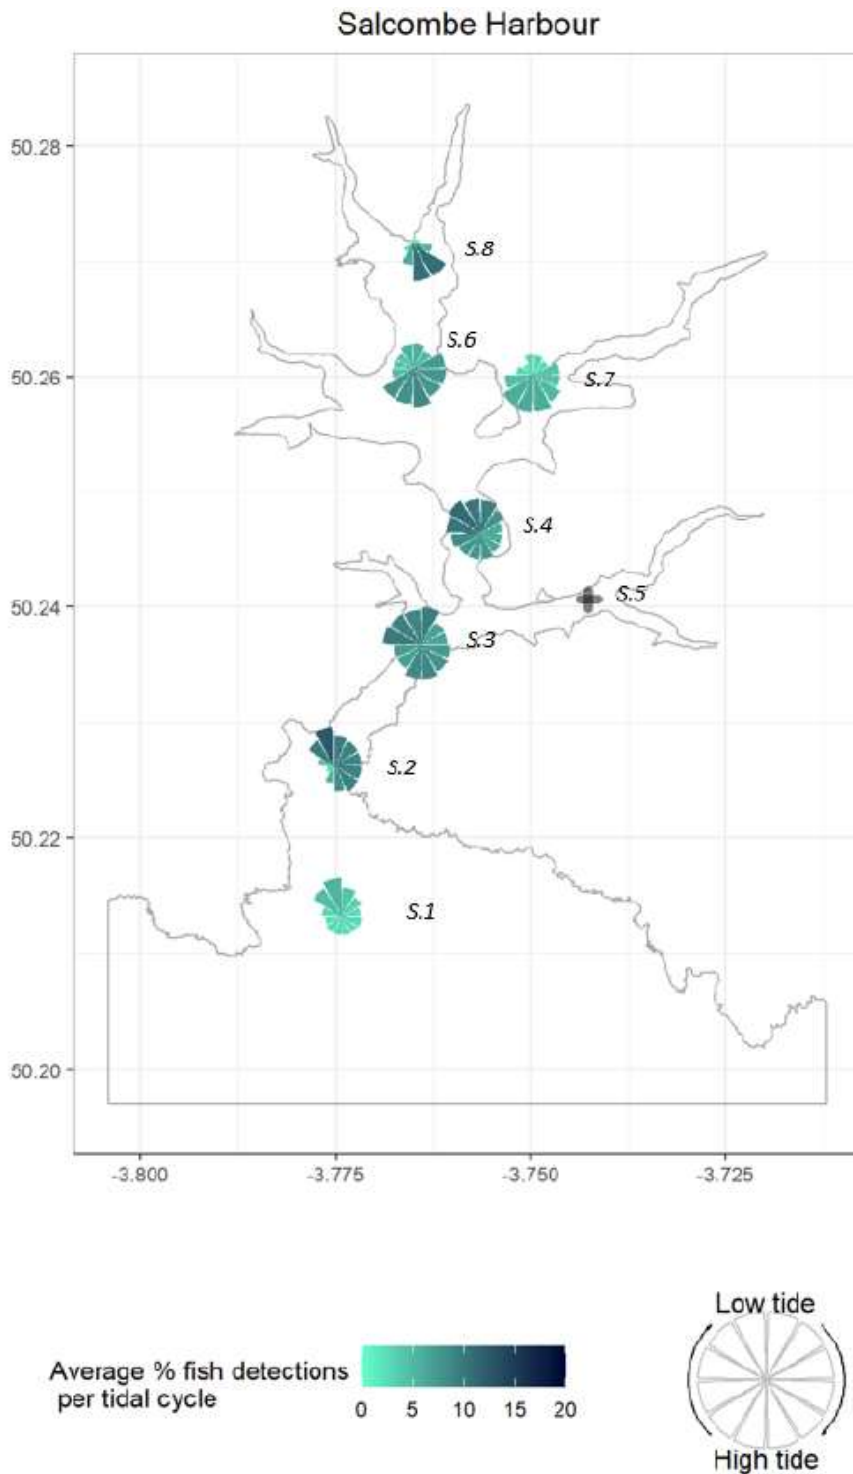 Salcombe Harbour
50.28
S.8
S.6
50.26
S.7
S.4
S.5
50.24
S.3
S.2
50.22
S.1
50.20
-3.800 -3.775 -3.750 -3.725
Low tide
Average % fish detections
per tidal cycle
0 5 10 15 20
High tide